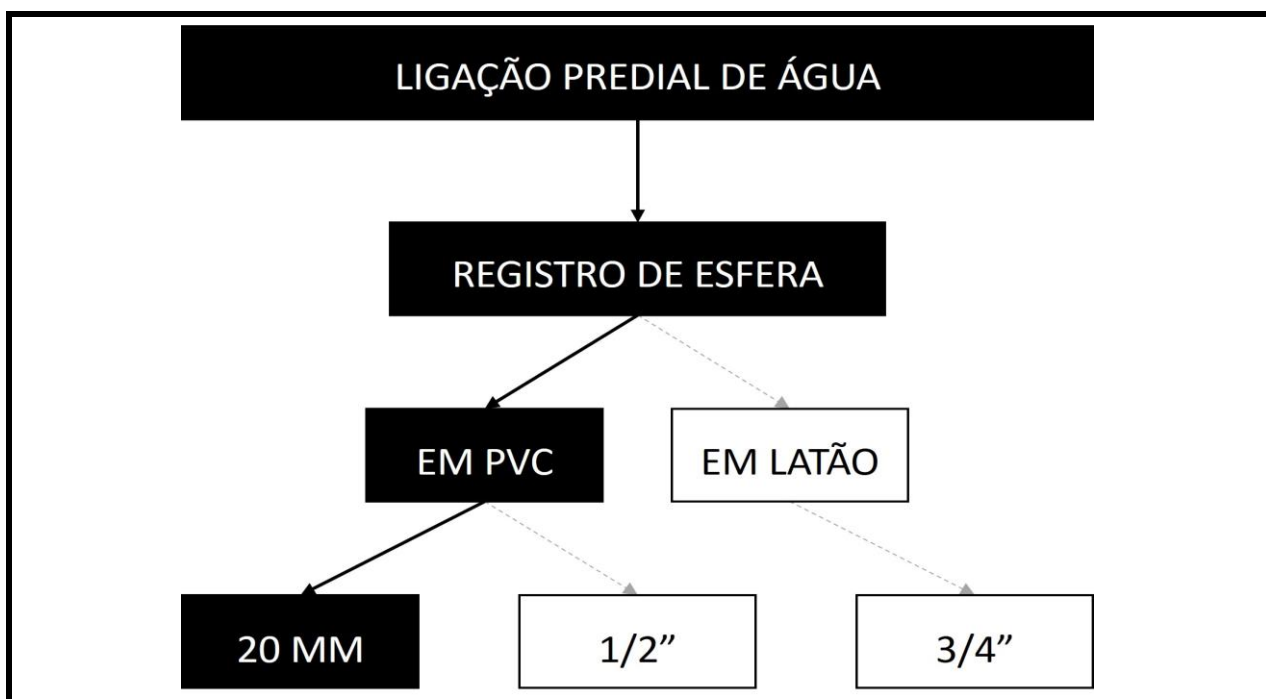 LIGAÇÃO PREDIAL DE ÁGUA
REGISTRO DE ESFERA
EM PVC
EM LATÃO
20 MM
1/2”
3/4”